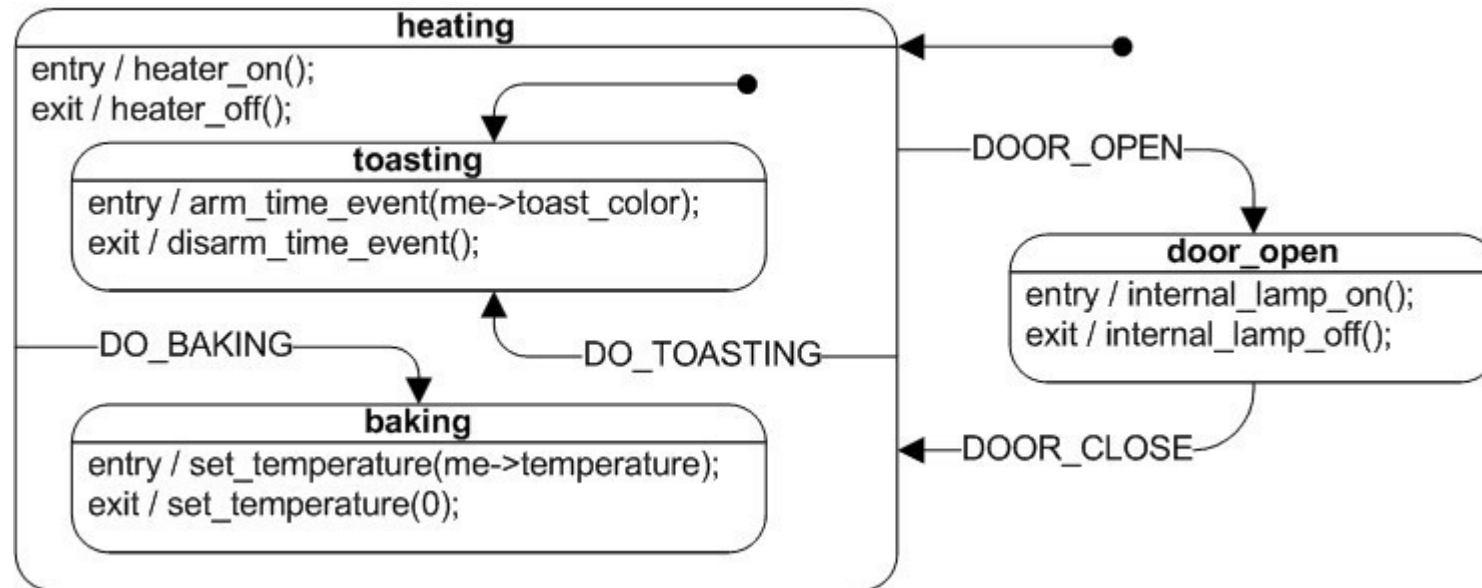 heating
entry / heater_on();
exit / heater_off();
toasting
entry / arm_time_event(me->toast_color);
exit / disarm_time_event();
DO_BAKING
DO_TOASTING
baking
entry / set_temperature(me->temperature);
exit / set_temperature(0);
DOOR_OPEN
door_open
entry / internal_lamp_on();
exit / internal_lamp_off();
DOOR_CLOSE